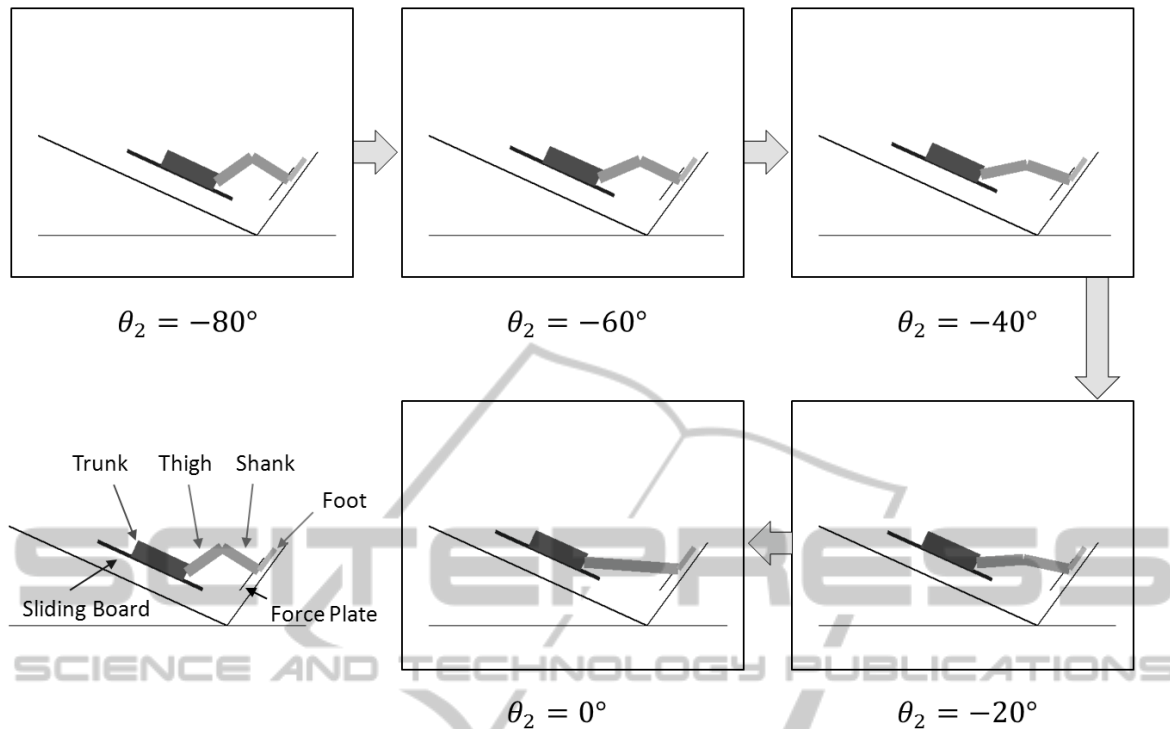 θ₂ = −80°
θ₂ = −60°
θ₂ = −40°
Trunk Thigh Shank
Foot
Sliding Board
Force Plate
SCITEPRESS
SCIENCE AND TECHNOLOGY PUBLICATIONS
θ₂ = 0°
θ₂ = −20°